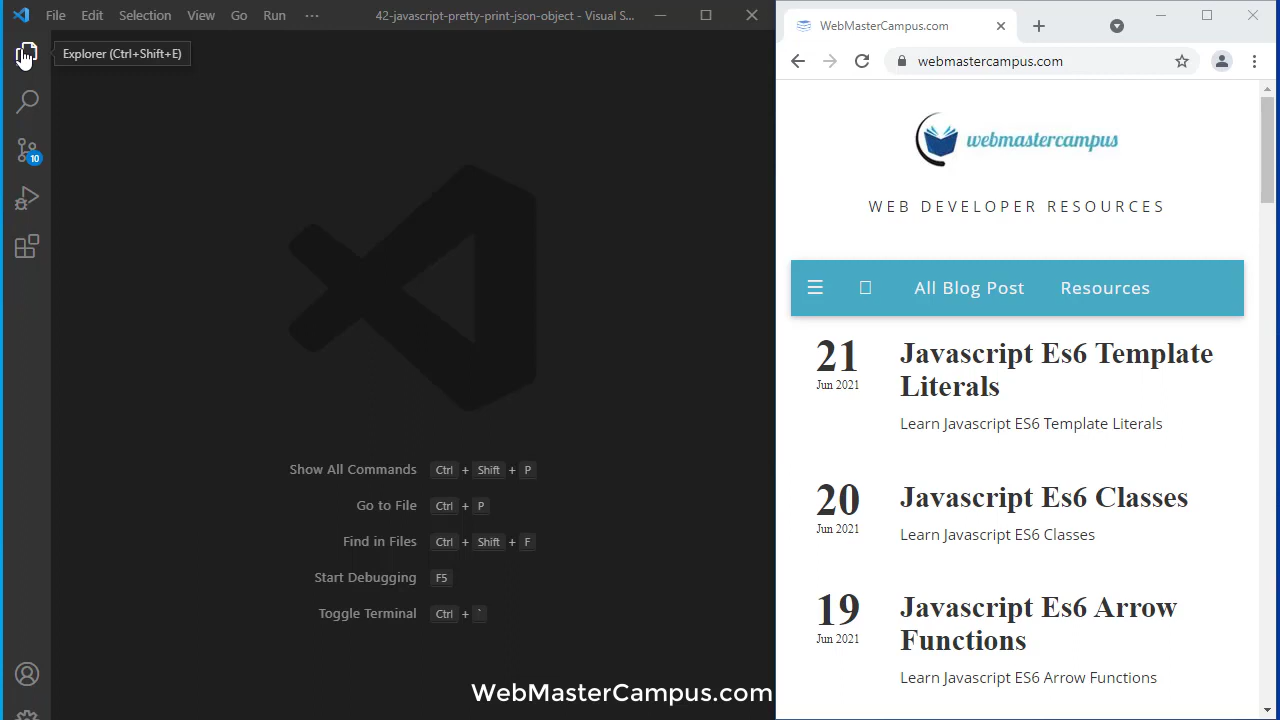 File Edit Selection View Go Run ··· 42-javascript-pretty-print-json-object - Visual S...
Explorer (Ctrl+Shift+E)
10
Show All Commands Ctrl + Shift + P
Go to File Ctrl + P
Find in Files Ctrl + Shift + F
Start Debugging F5
Toggle Terminal Ctrl + `
WebMasterCampus.com
WebMasterCampus.com
webmastercampus.com
webmastercampus
WEB DEVELOPER RESOURCES
All Blog Post Resources
21
Jun 2021
Javascript Es6 Template
Literals
Learn Javascript ES6 Template Literals
20
Jun 2021
Javascript Es6 Classes
Learn Javascript ES6 Classes
19
Jun 2021
Javascript Es6 Arrow
Functions
Learn Javascript ES6 Arrow Functions